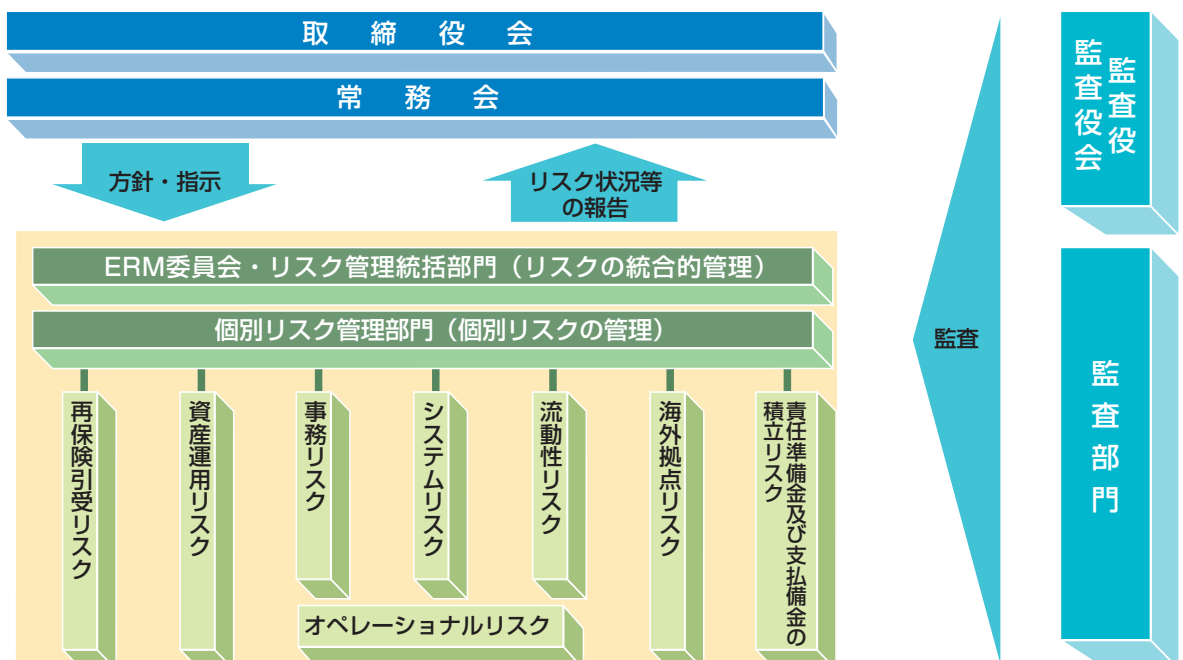 取締役会
常務会
方針・指示
リスク状況等
の報告
ERM委員会・リスク管理統括部門（リスクの統合的管理）
個別リスク管理部門（個別リスクの管理）
再保険引受リスク
資産運用リスク
事務リスク
システムリスク
流動性リスク
海外拠点リスク
責任準備金及び支払備金の
積立リスク
オペレーショナルリスク
監査
監査役
監査役会
監査部門